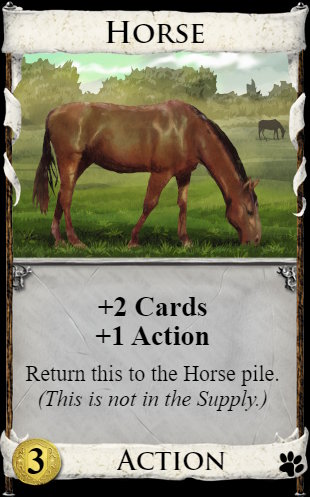 HORSE
+2 Cards
+1 Action
Return this to the Horse pile.
(This is not in the Supply.)
3
ACTION